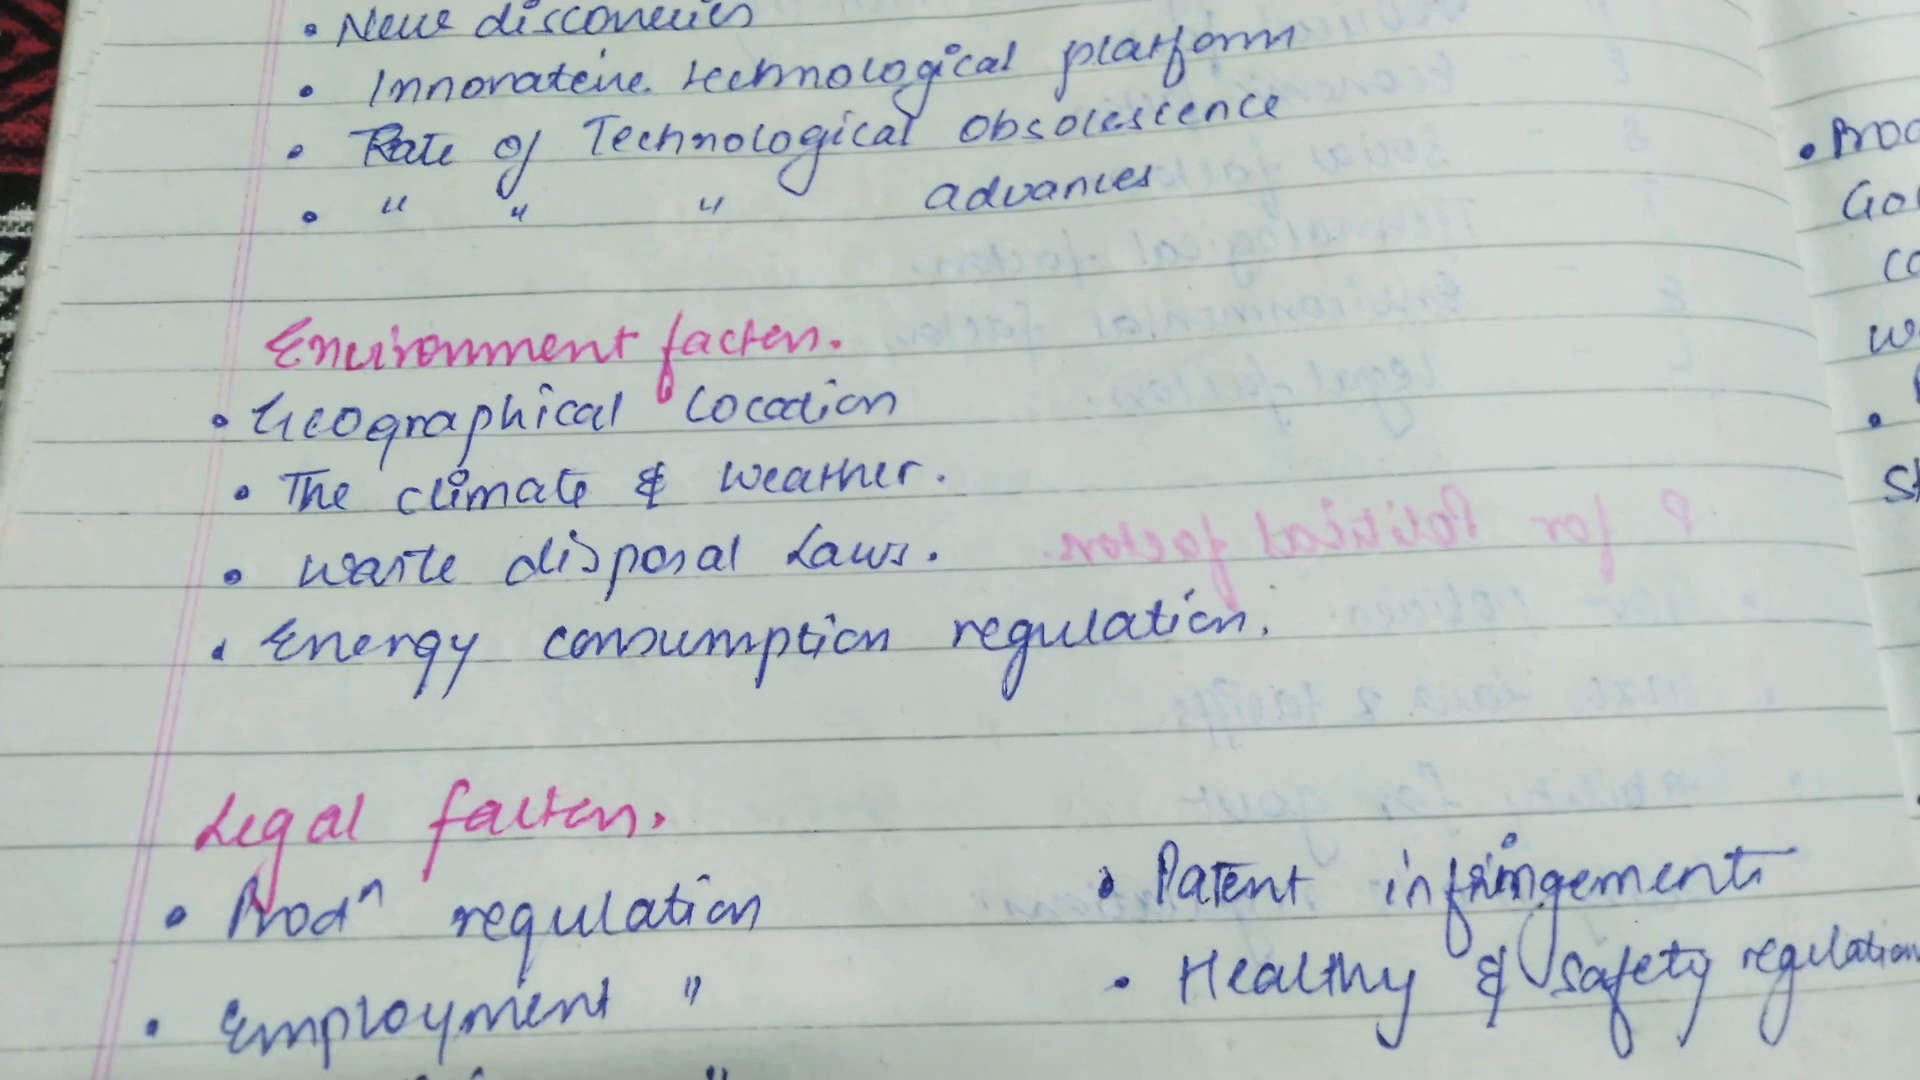 • New discoveries
• Innovative technological platform
• Rate of Technological obsolescence
• " " " advances
Environment factors.
• Geographical Location
• The climate & weather.
• Waste disposal Laws.
• Energy consumption regulation.
Legal factors.
• Prodⁿ regulation
• Patent infringements
• Employment "
• Healthy & Safety regulation